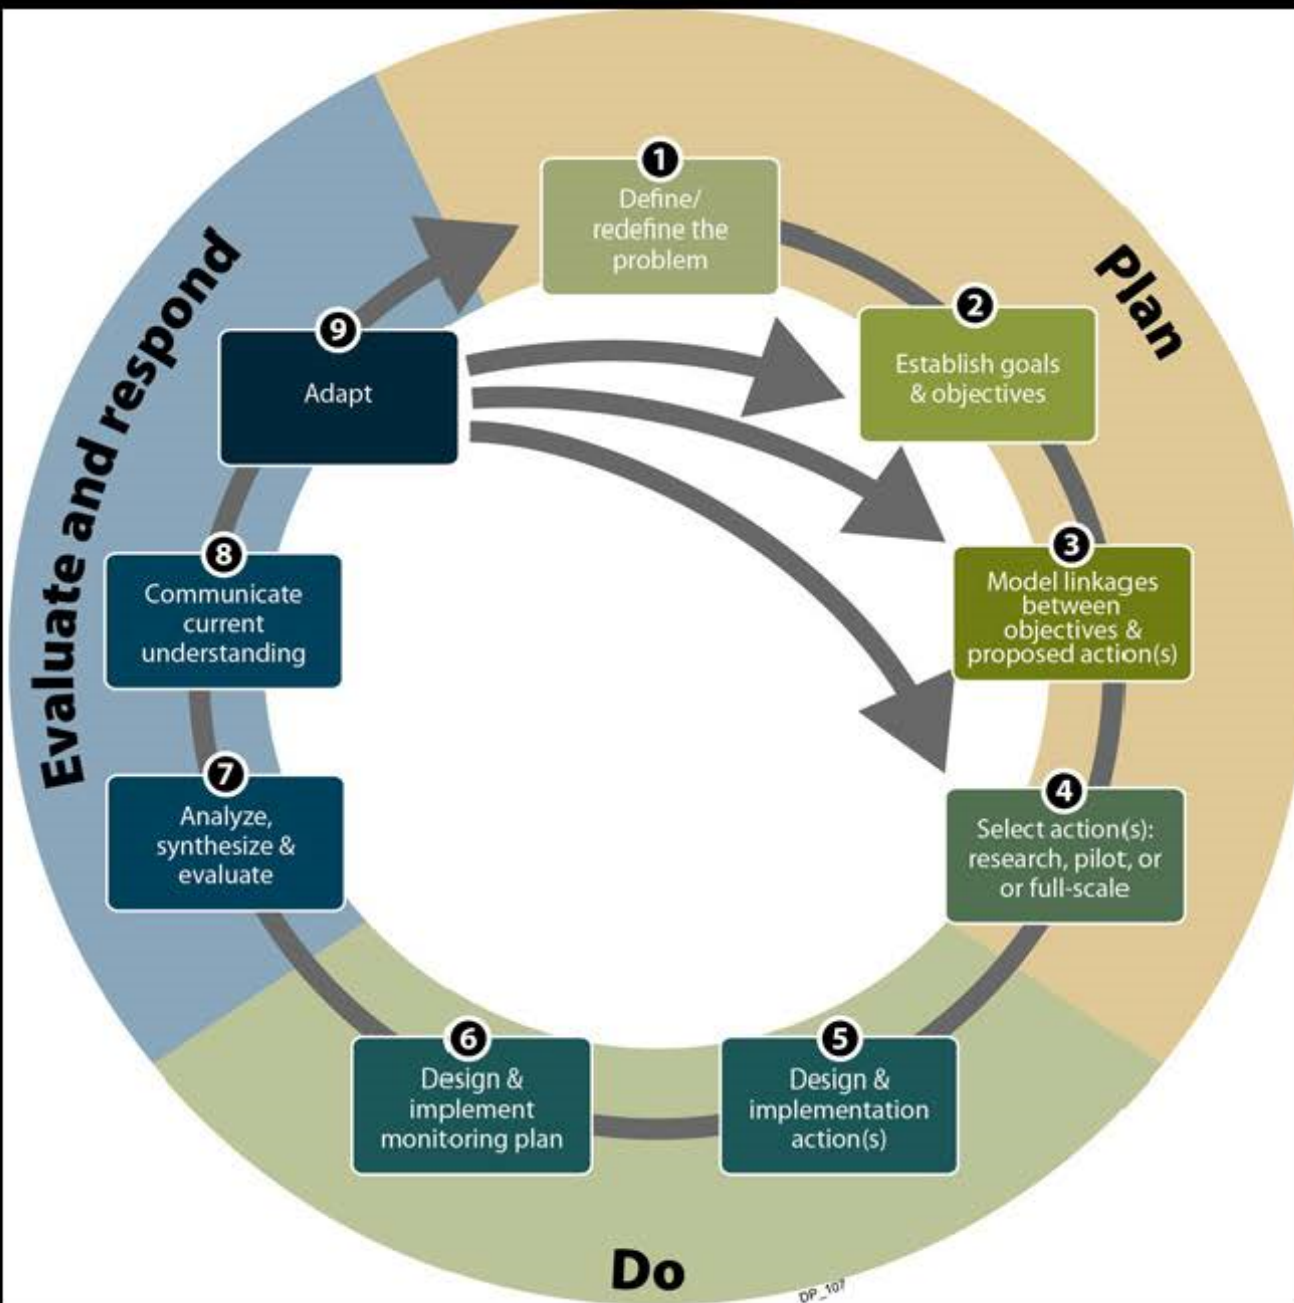 Plan
1
Define/
redefine the
problem
2
Establish goals
& objectives
3
Model linkages
between
objectives &
proposed action(s)
4
Select action(s):
research, pilot, or
or full-scale
5
Design &
implementation
action(s)
Do
6
Design &
implement
monitoring plan
7
Analyze,
synthesize &
evaluate
8
Communicate
current
understanding
9
Adapt
Evaluate and respond
DP_107